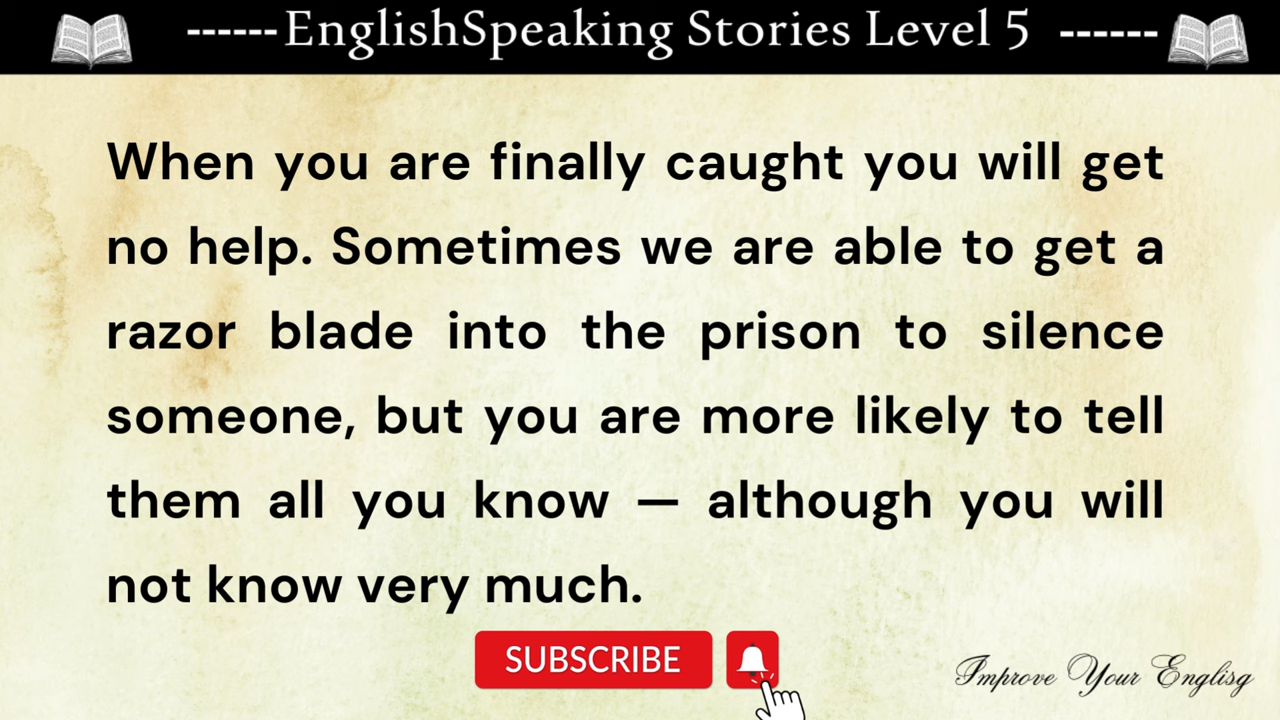 ------EnglishSpeaking Stories Level 5 ------
When you are finally caught you will get
no help. Sometimes we are able to get a
razor blade into the prison to silence
someone, but you are more likely to tell
them all you know — although you will
not know very much.
SUBSCRIBE
Improve Your Englisg